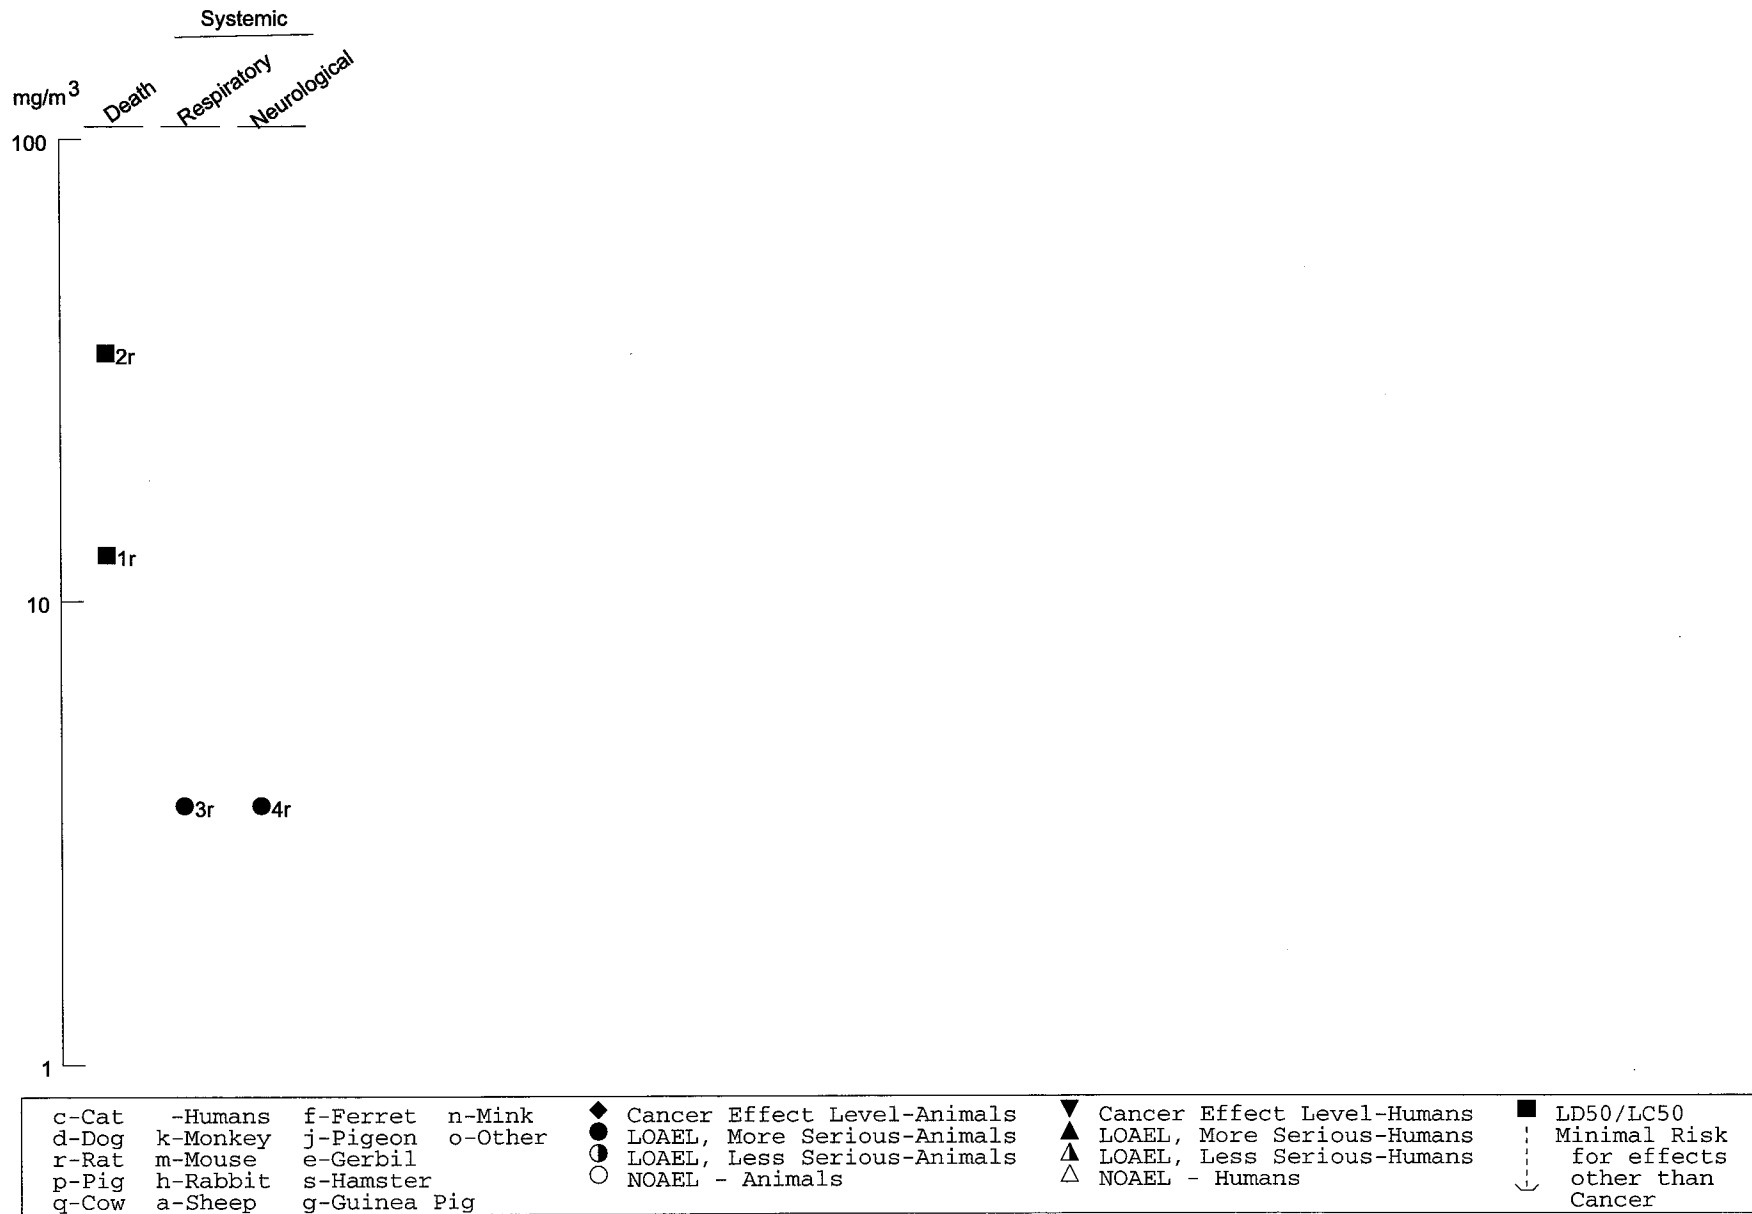 Systemic
mg/m3 Death Respiratory Neurological
100
2r
1r
10
3r 4r
1
c-Cat -Humans f-Ferret n-Mink ◆ Cancer Effect Level-Animals ▼ Cancer Effect Level-Humans ■ LD50/LC50
d-Dog k-Monkey j-Pigeon o-Other ● LOAEL, More Serious-Animals ▲ LOAEL, More Serious-Humans Minimal Risk
r-Rat m-Mouse e-Gerbil ◑ LOAEL, Less Serious-Animals LOAEL, Less Serious-Humans for effects
p-Pig h-Rabbit s-Hamster ○ NOAEL - Animals △ NOAEL - Humans other than
q-Cow a-Sheep g-Guinea Pig Cancer